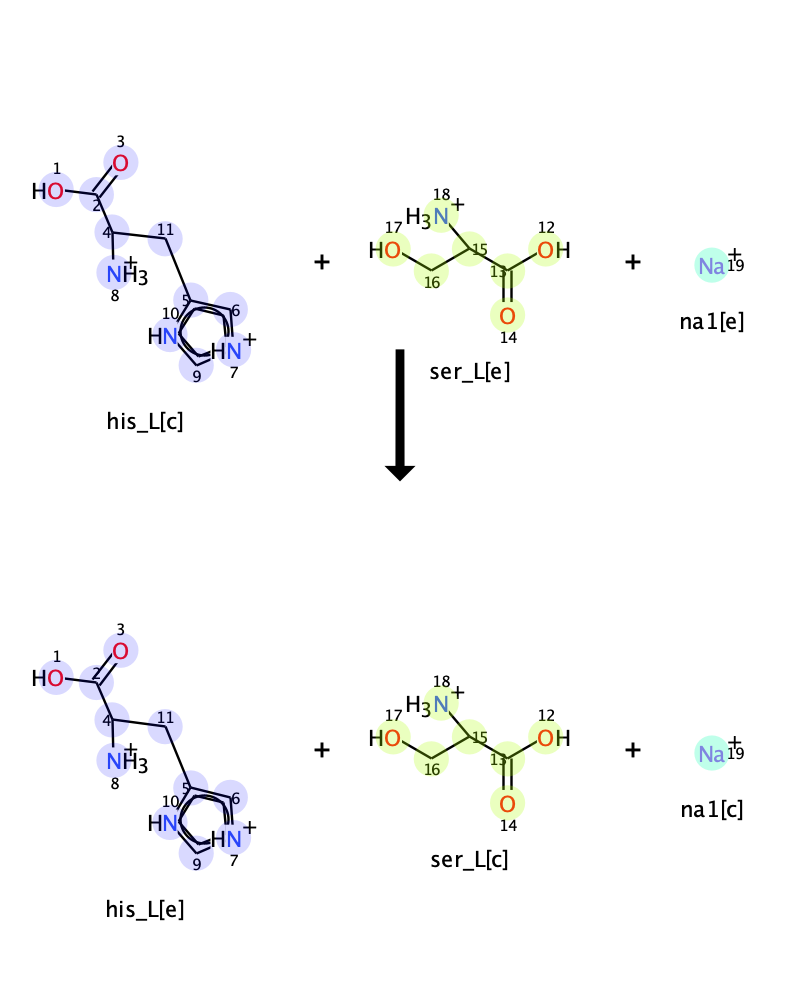 3
1
HO
O
2
4
11
NH3
+
8
5
6
10
HN
HN
+
9
7
his_L[c]
+
18
H3N
+
17
HO
12
OH
15
13
16
O
14
ser_L[e]
+
Na
+
19
na1[e]
3
1
HO
O
2
4
11
NH3
+
8
5
6
10
HN
HN
+
9
7
his_L[e]
+
18
H3N
+
17
HO
12
OH
15
13
16
O
14
ser_L[c]
+
Na
+
19
na1[c]